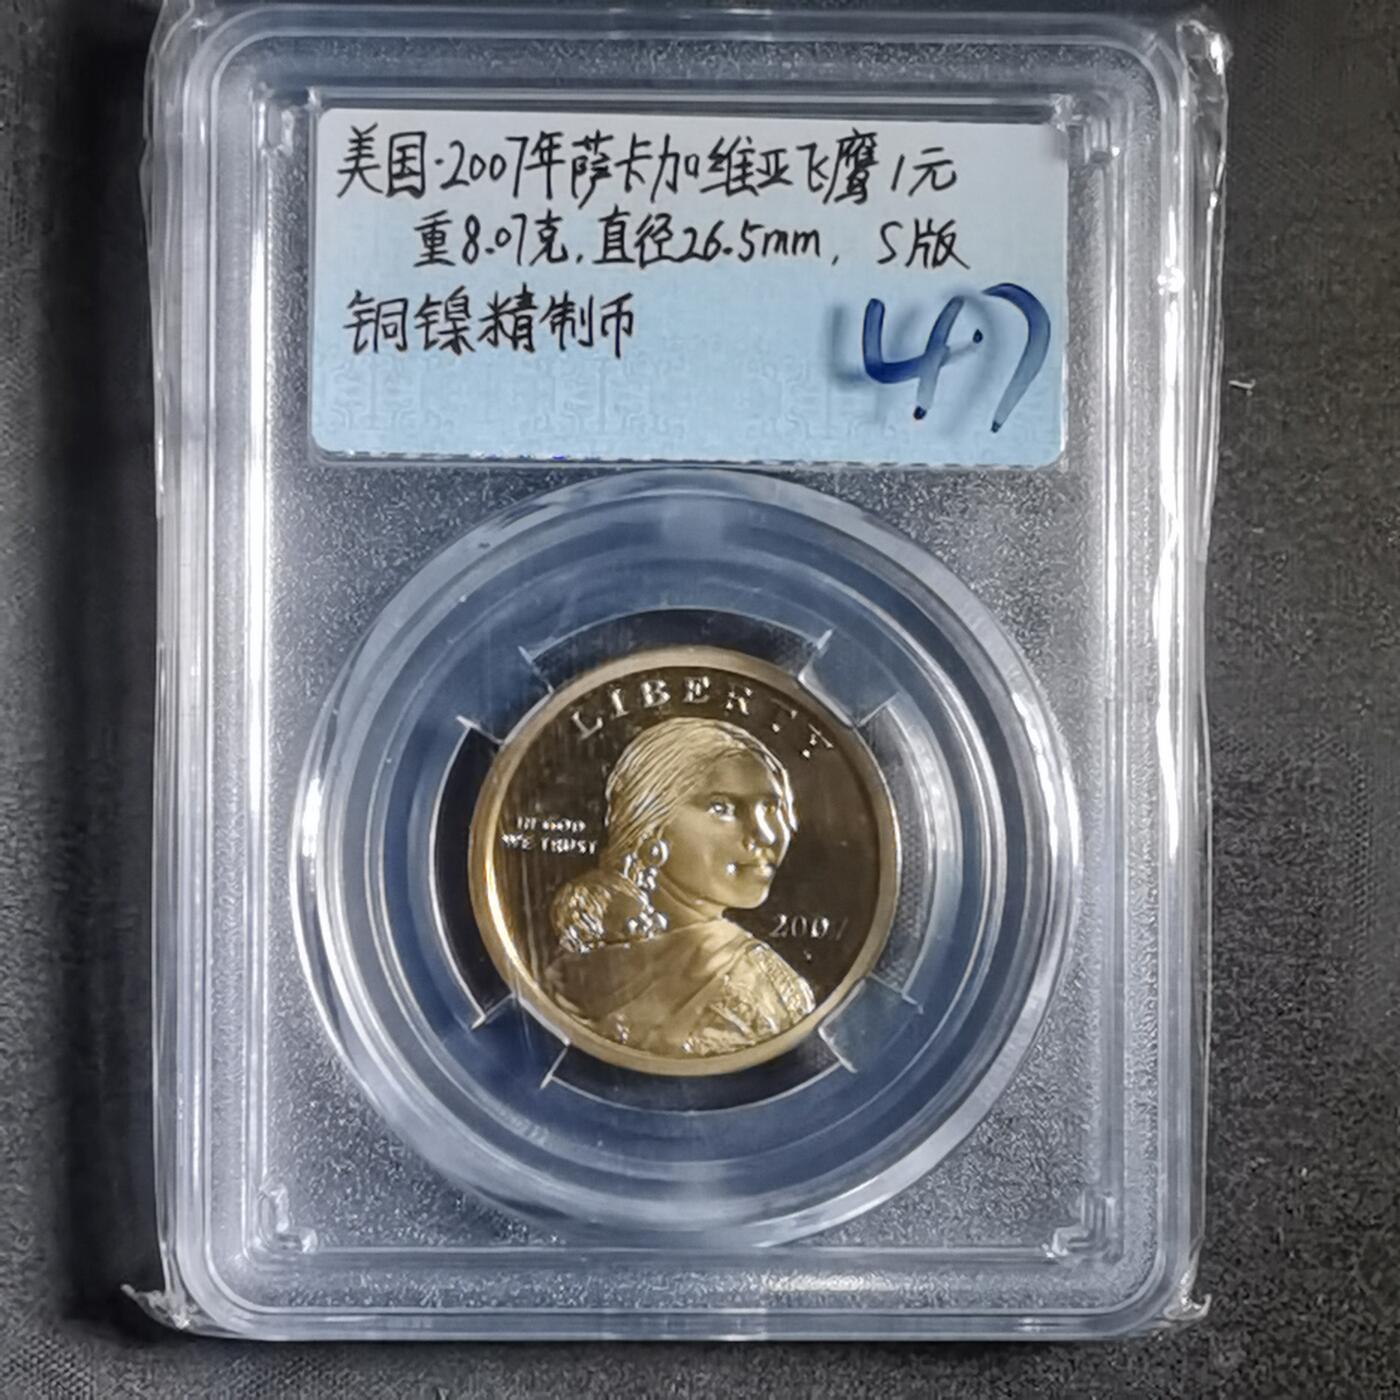 美国·2007年萨卡加维亚飞鹰1元
重8.07克,直径26.5mm, S版
铜镍精制币
47
LIBERTY
IN GOD
WE TRUST
2007